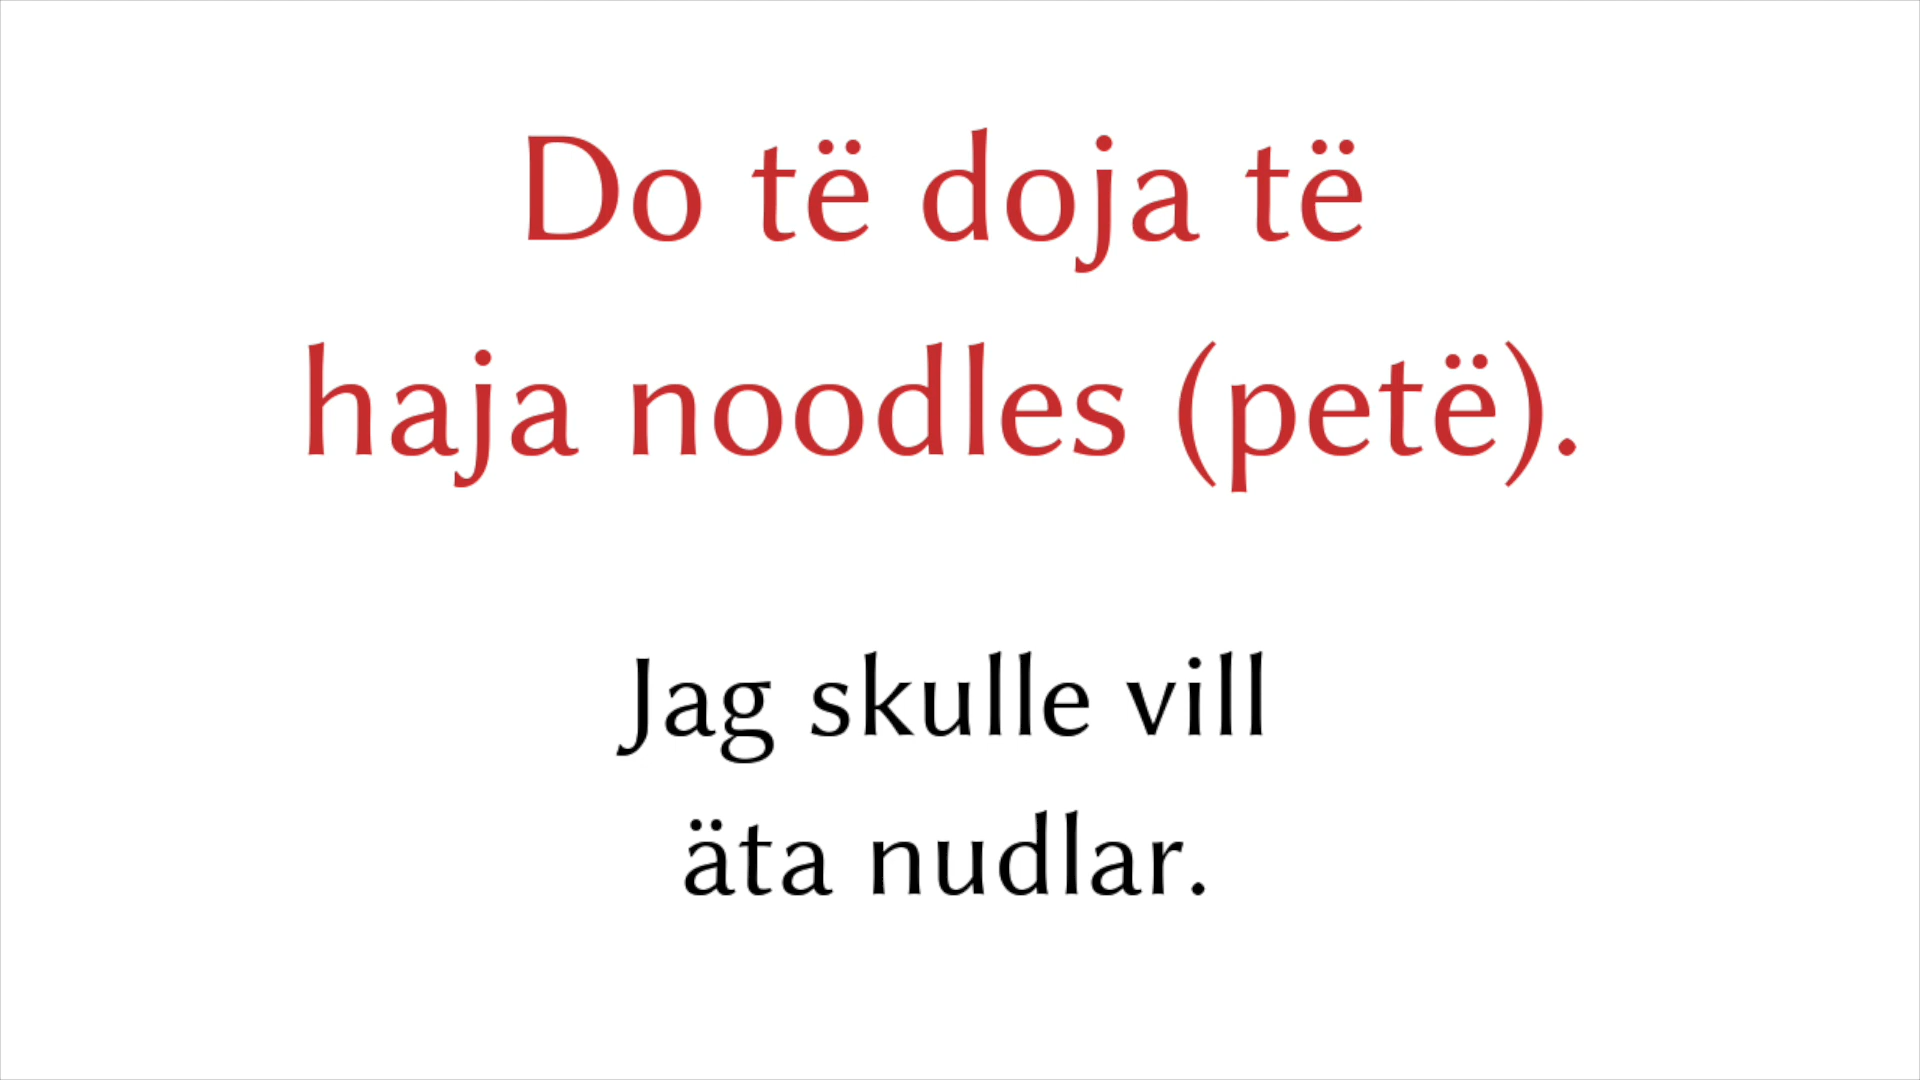 Do të doja të
haja noodles (petë).
Jag skulle vill
äta nudlar.